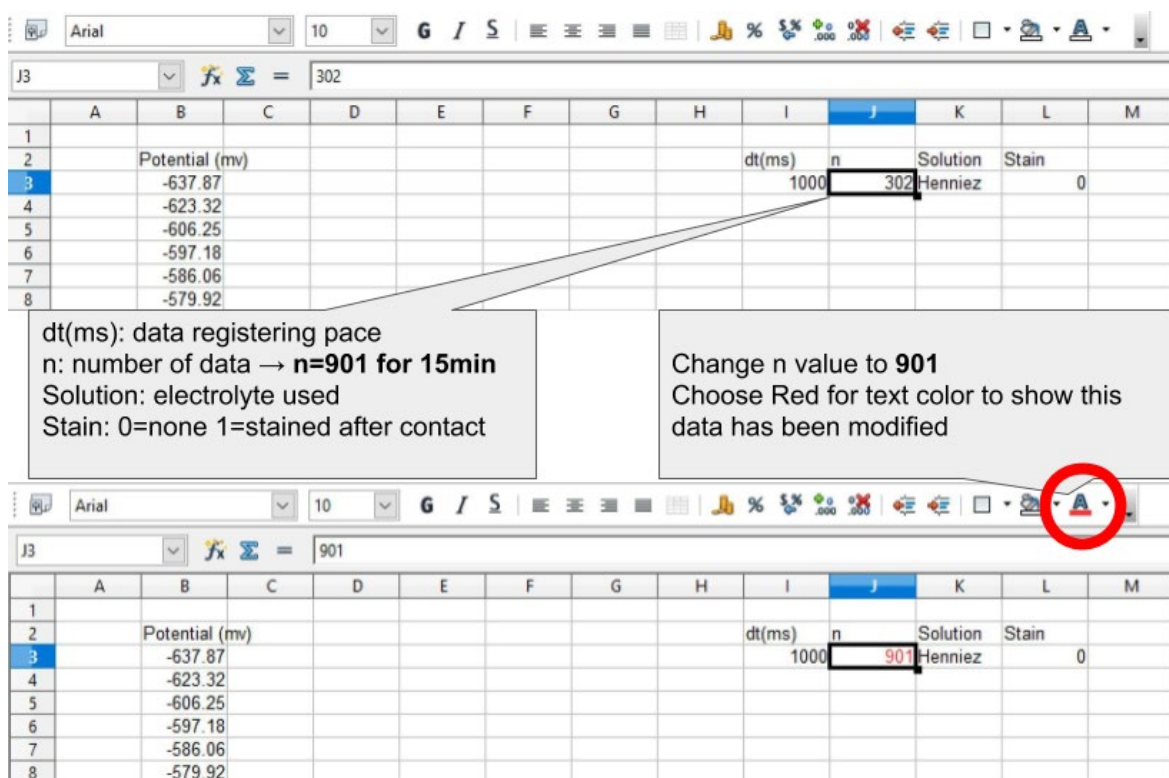 Arial 10 G I S
J3 = 302
A B C D E F G H I J K L M
1
2 Potential (mv) dt(ms) n Solution Stain
3 -637.87 1000 302 Henniez 0
4 -623.32
5 -606.25
6 -597.18
7 -586.06
8 -579.92
dt(ms): data registering pace
n: number of data → n=901 for 15min
Solution: electrolyte used
Stain: 0=none 1=stained after contact
Change n value to 901
Choose Red for text color to show this
data has been modified
Arial 10 G I S
J3 = 901
A B C D E F G H I J K L M
1
2 Potential (mv) dt(ms) n Solution Stain
3 -637.87 1000 901 Henniez 0
4 -623.32
5 -606.25
6 -597.18
7 -586.06
8 -579.92